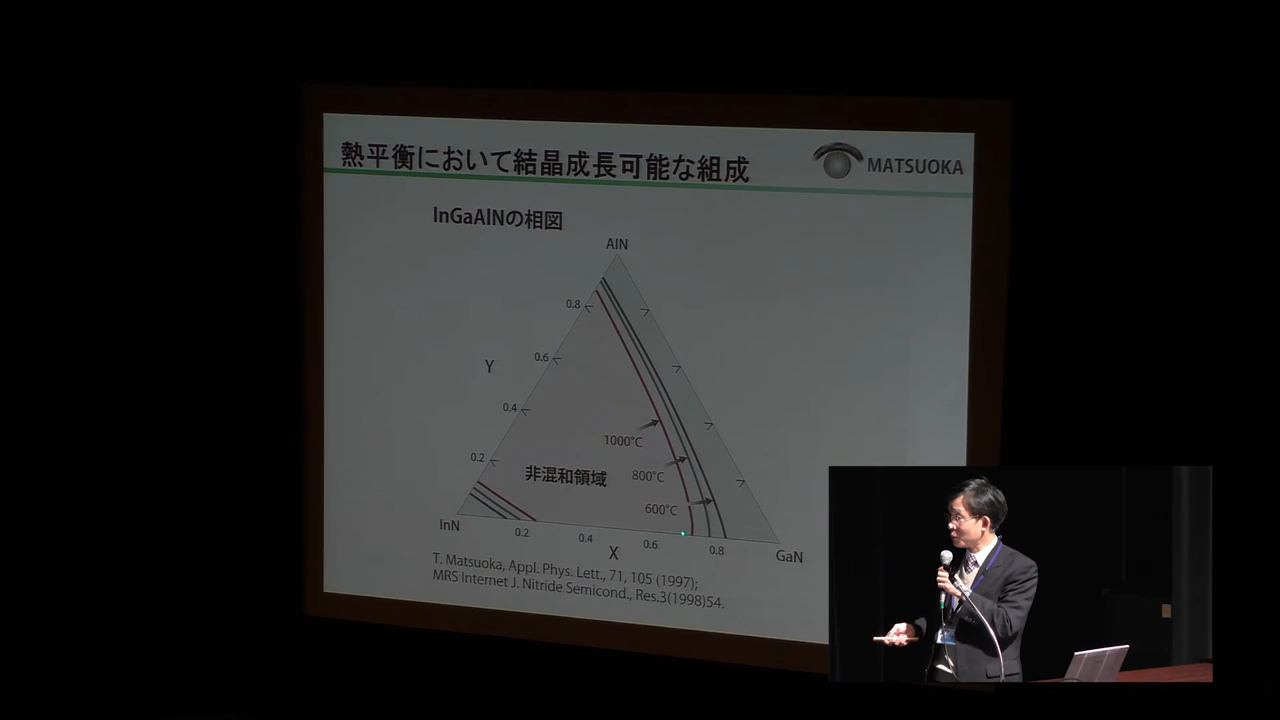 熱平衡において結晶成長可能な組成
MATSUOKA
InGaAlNの相図
AlN
0.8
0.6
Y
0.4
1000°C
0.2
非混和領域
800°C
600°C
InN
0.2
0.4
X
0.6
0.8
GaN
T. Matsuoka, Appl. Phys. Lett., 71, 105 (1997);
MRS Internet J. Nitride Semicond., Res.3(1998)54.